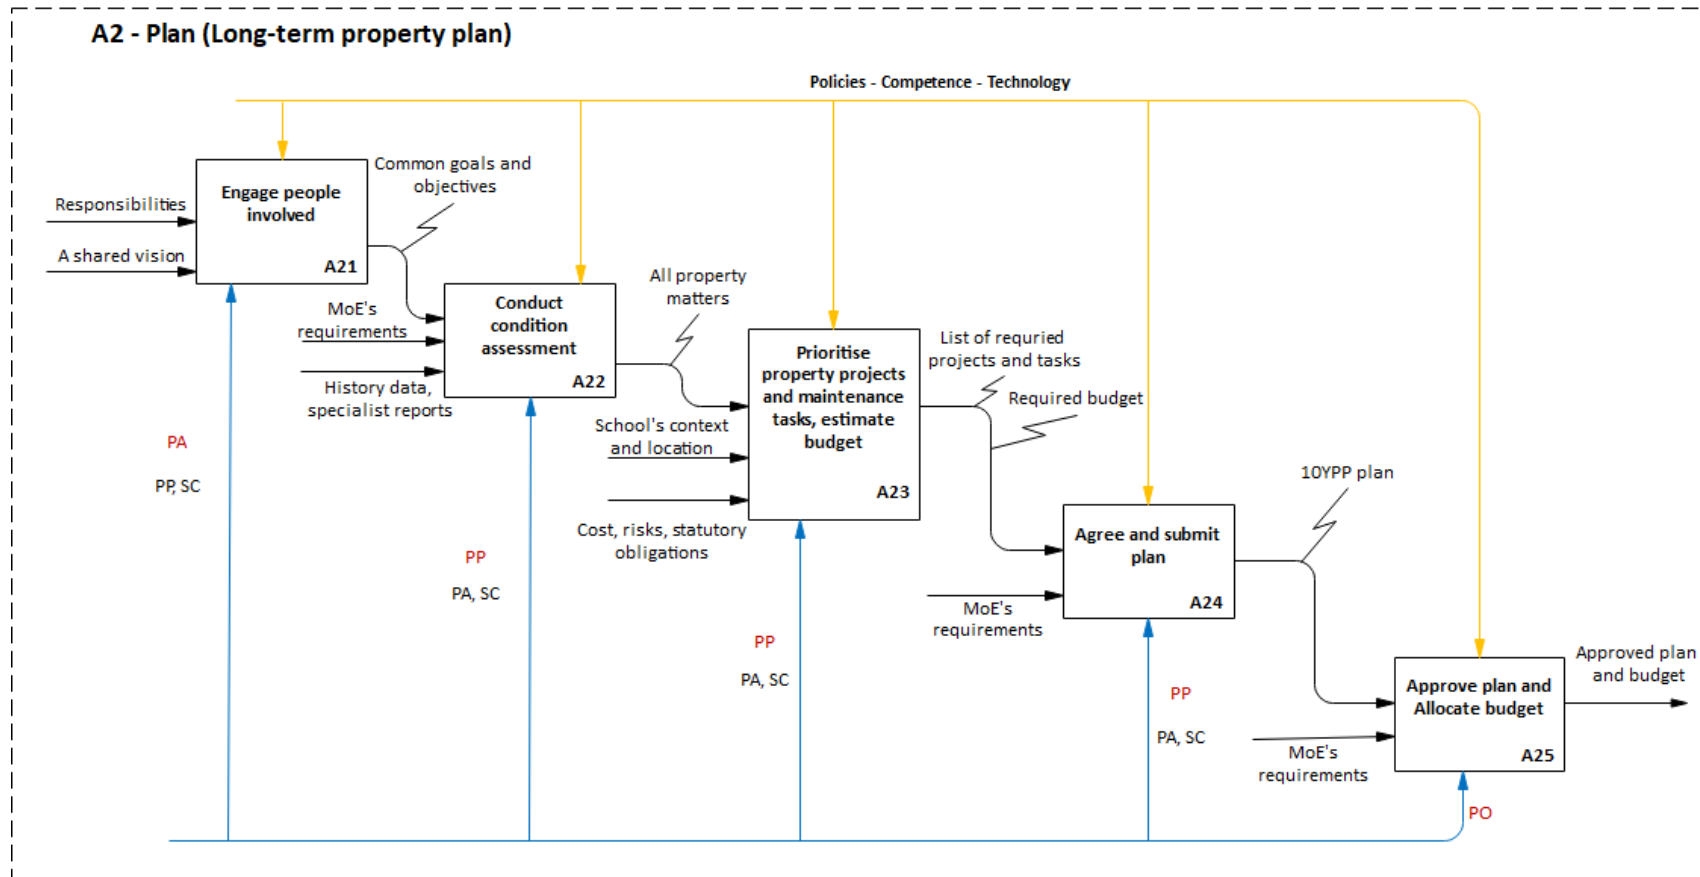 A2 - Plan (Long-term property plan)
Policies - Competence - Technology
Engage people
involved
A21
Responsibilities
A shared vision
Common goals and
objectives
Conduct
condition
assessment
A22
MoE's
requirements
History data,
specialist reports
All property
matters
Prioritise
property projects
and maintenance
tasks, estimate
budget
A23
School's context
and location
Cost, risks, statutory
obligations
List of requried
projects and tasks
Required budget
Agree and submit
plan
A24
MoE's
requirements
10YPP plan
Approve plan and
Allocate budget
A25
MoE's
requirements
Approved plan
and budget
PA
PP, SC
PP
PA, SC
PP
PA, SC
PP
PA, SC
PO